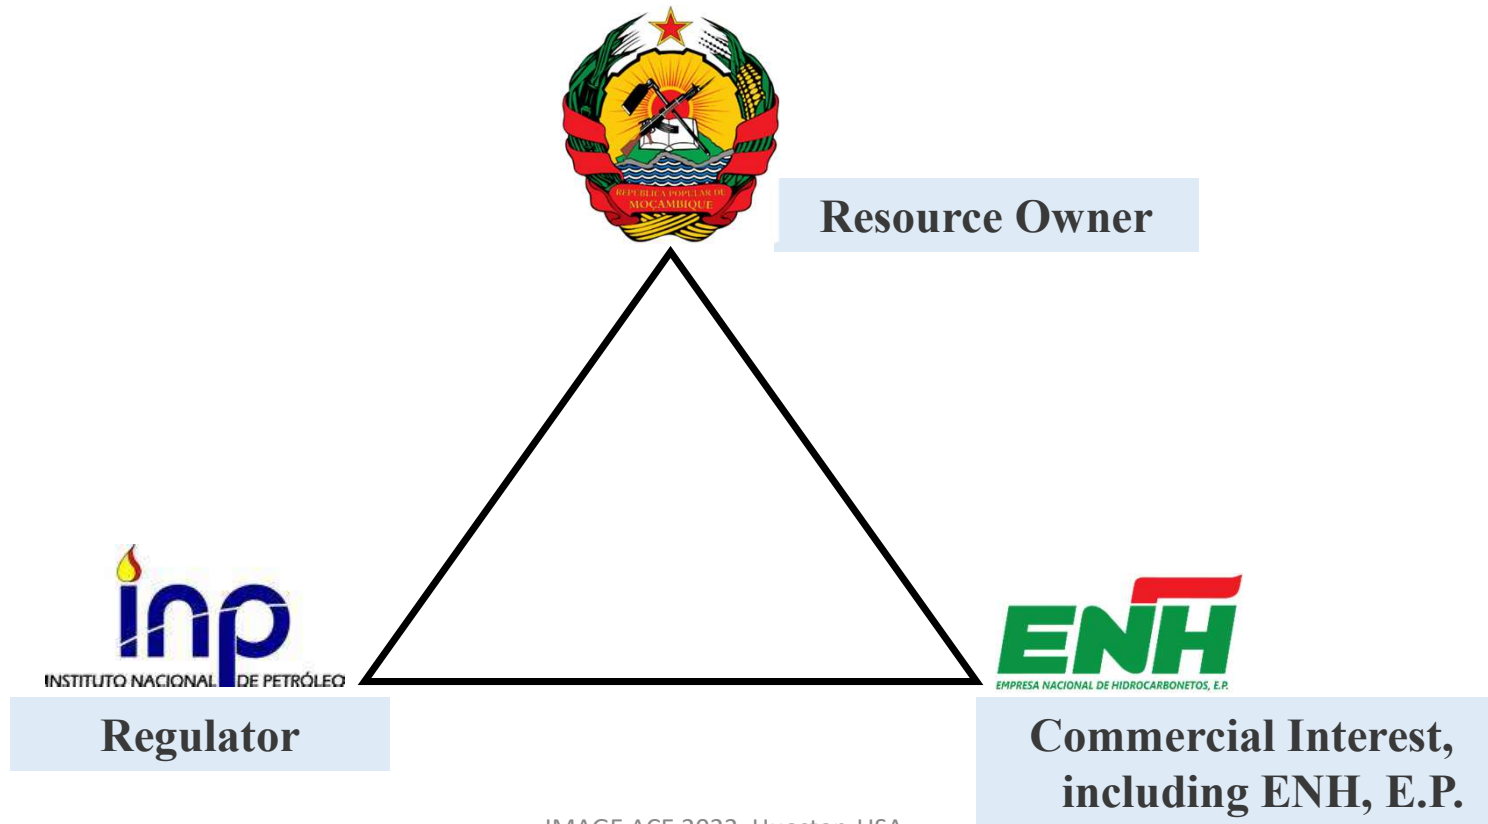 REPUBLICA POPULAR DE
MOÇAMBIQUE
Resource Owner
inp
INSTITUTO NACIONAL DE PETRÓLEO
Regulator
ENH
EMPRESA NACIONAL DE HIDROCARBONETOS, E.P.
Commercial Interest,
including ENH, E.P.